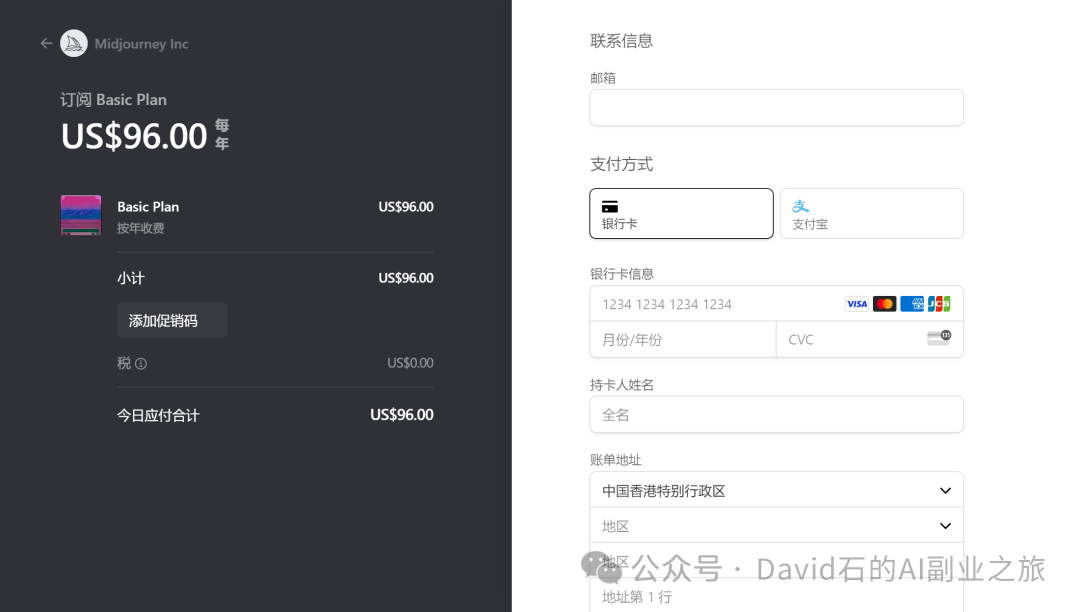 Midjourney Inc
订阅 Basic Plan
US$96.00 每年
Basic Plan US$96.00
按年收费
小计 US$96.00
添加促销码
税 US$0.00
今日应付合计 US$96.00
联系信息
邮箱
支付方式
银行卡
支付宝
银行卡信息
1234 1234 1234 1234 VISA AMEX JCB
月份/年份 CVC 135
持卡人姓名
全名
账单地址
中国香港特别行政区
地区
地区
公众号 · David石的AI副业之旅
地址第 1 行